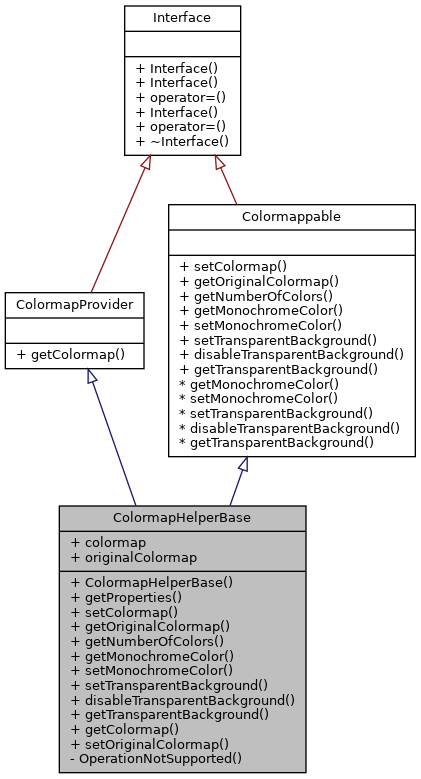 Interface
+ Interface()
+ Interface()
+ operator=()
+ Interface()
+ operator=()
+ ~Interface()
Colormappable
+ setColormap()
+ getOriginalColormap()
+ getNumberOfColors()
+ getMonochromeColor()
+ setMonochromeColor()
+ setTransparentBackground()
+ disableTransparentBackground()
+ getTransparentBackground()
* getMonochromeColor()
* setMonochromeColor()
* setTransparentBackground()
* disableTransparentBackground()
* getTransparentBackground()
ColormapProvider
+ getColormap()
ColormapHelperBase
+ colormap
+ originalColormap
+ ColormapHelperBase()
+ getProperties()
+ setColormap()
+ getOriginalColormap()
+ getNumberOfColors()
+ getMonochromeColor()
+ setMonochromeColor()
+ setTransparentBackground()
+ disableTransparentBackground()
+ getTransparentBackground()
+ getColormap()
+ setOriginalColormap()
- OperationNotSupported()